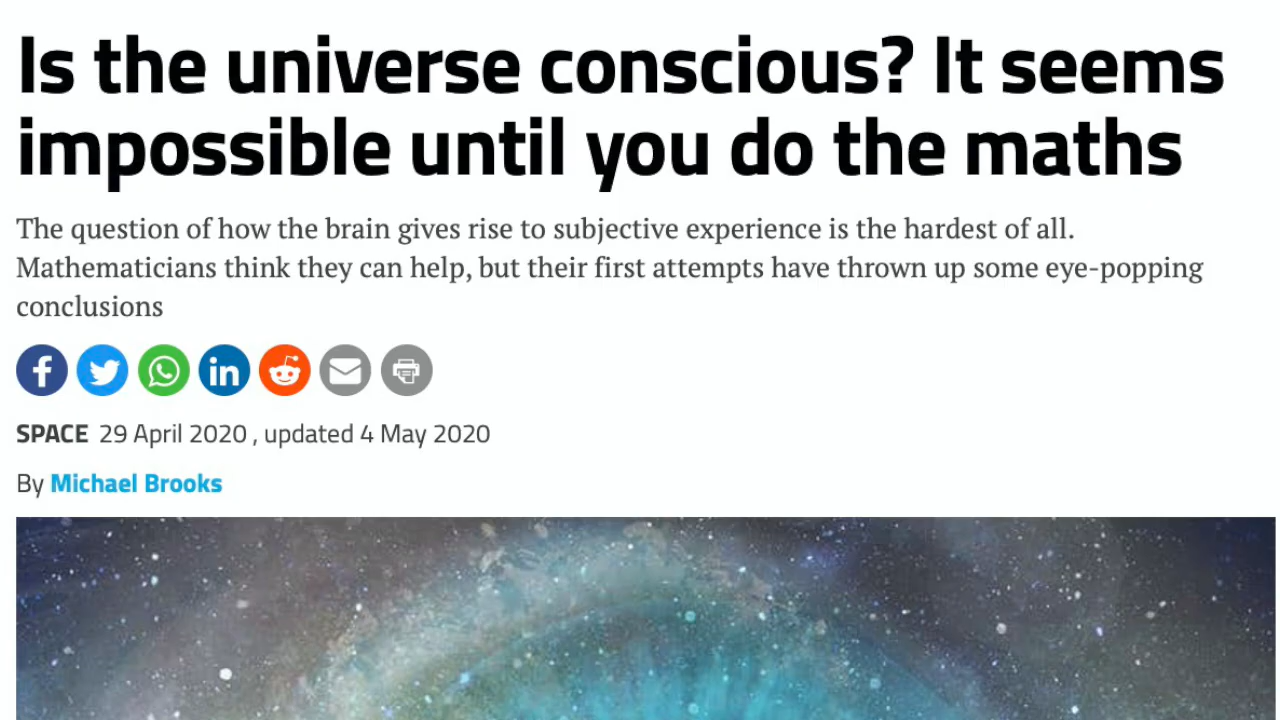 Is the universe conscious? It seems
impossible until you do the maths
The question of how the brain gives rise to subjective experience is the hardest of all.
Mathematicians think they can help, but their first attempts have thrown up some eye-popping
conclusions
SPACE 29 April 2020 , updated 4 May 2020
By Michael Brooks